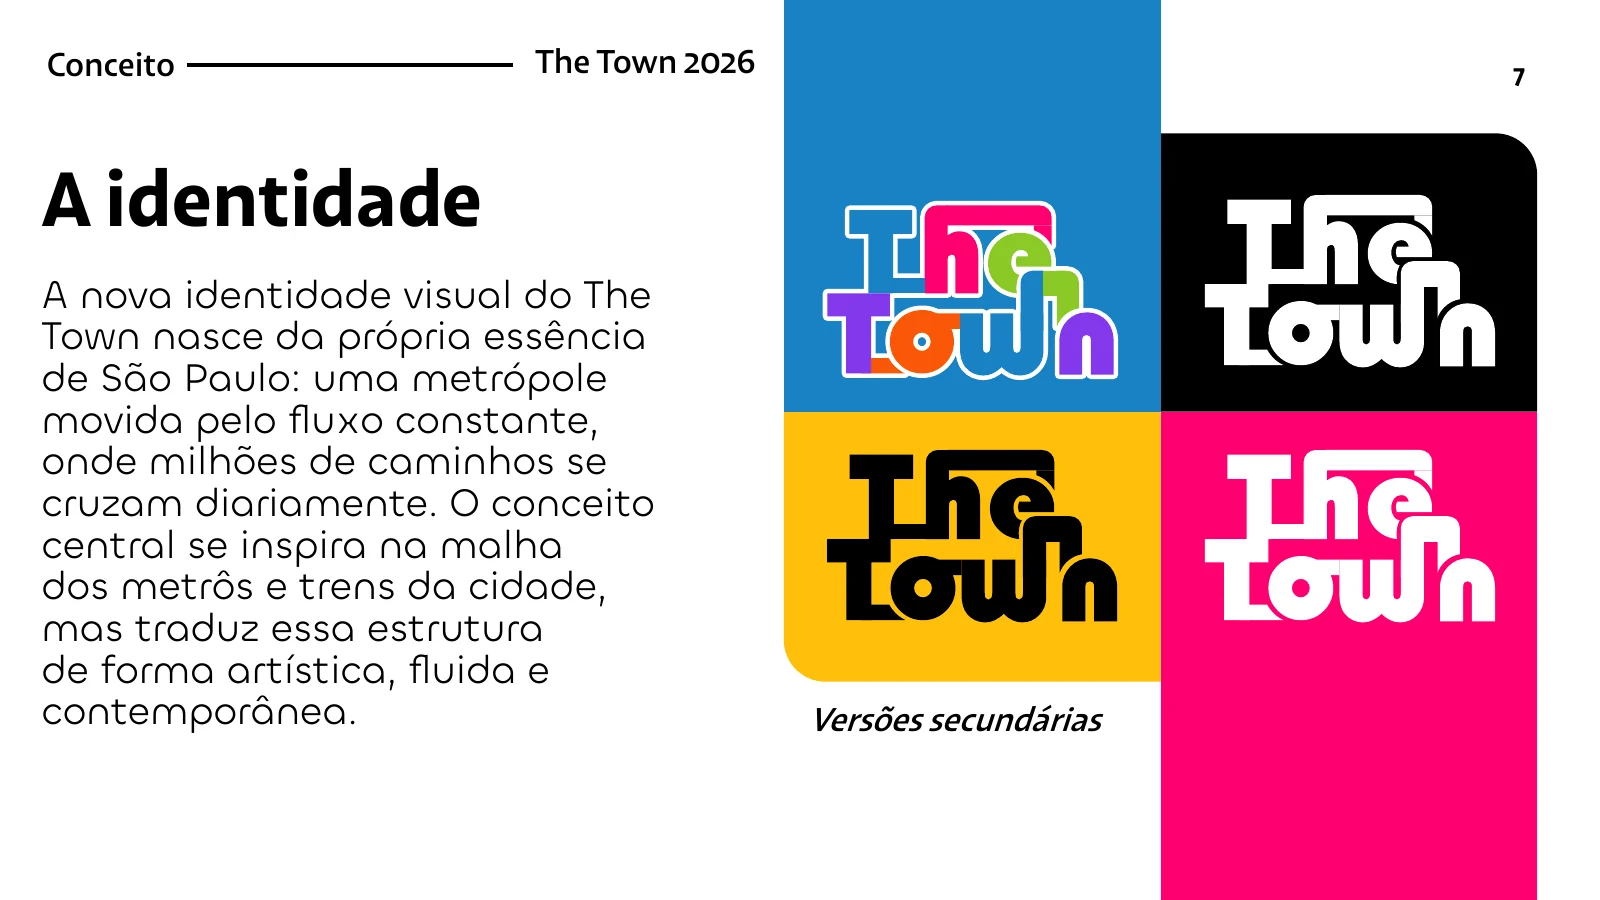 Conceito
The Town 2026
7
A identidade
A nova identidade visual do The
Town nasce da própria essência
de São Paulo: uma metrópole
movida pelo fluxo constante,
onde milhões de caminhos se
cruzam diariamente. O conceito
central se inspira na malha
dos metrôs e trens da cidade,
mas traduz essa estrutura
de forma artística, fluida e
contemporânea.
The
Town
The
Town
The
Town
The
Town
Versões secundárias